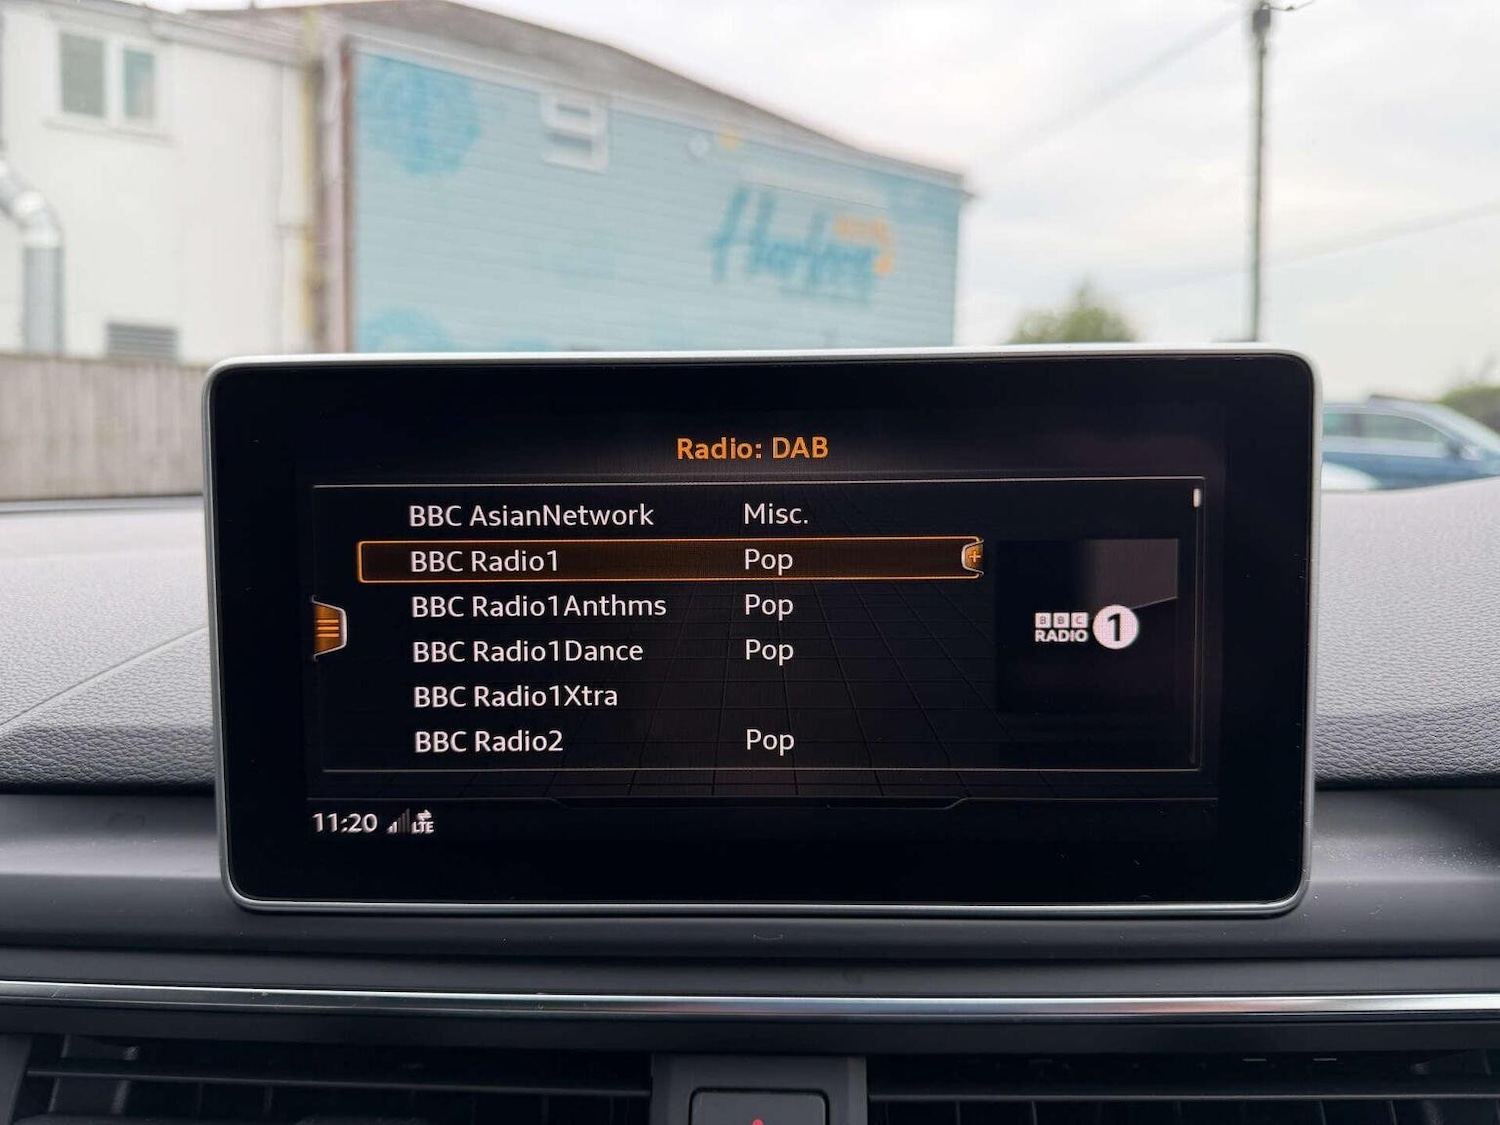 9
Radio: DAB
BBC AsianNetwork Misc.
BBC Radio1 Pop
BBC Radio1Anthms Pop
BBC Radio1Dance Pop
BBC Radio1Xtra
BBC Radio2 Pop
BBC
RADIO 1
11:20 LTE